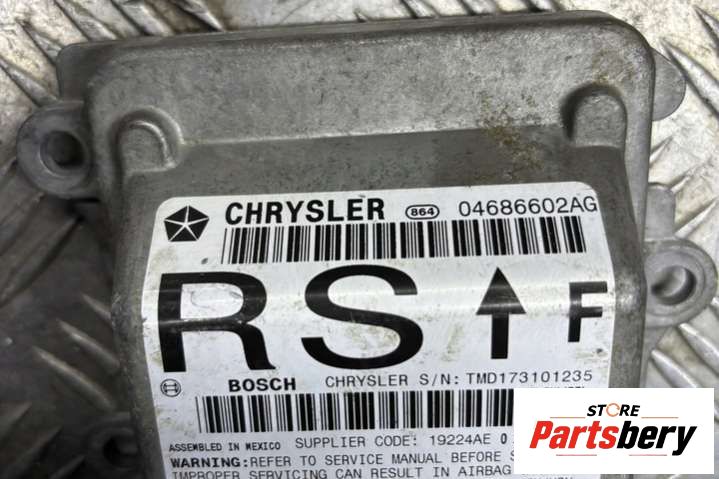 CHRYSLER 864 04686602AG
RS F
BOSCH CHRYSLER S/N: TMD173101235
ASSEMBLED IN MEXICO SUPPLIER CODE: 19224AE 0
WARNING:REFER TO SERVICE MANUAL BEFORE S
IMPROPER SERVICING CAN RESULT IN AIRBAG
STORE
Partsbery